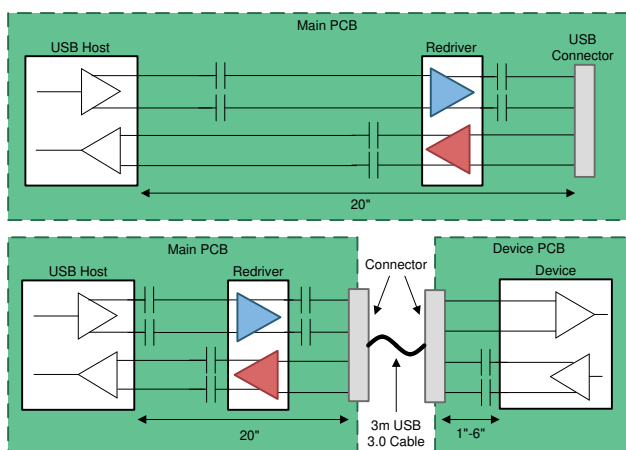 Main PCB
USB Host
Redriver
USB
Connector
20"
Main PCB
Device PCB
USB Host
Redriver
Connector
Device
20"
3m USB
3.0 Cable
1"-6"